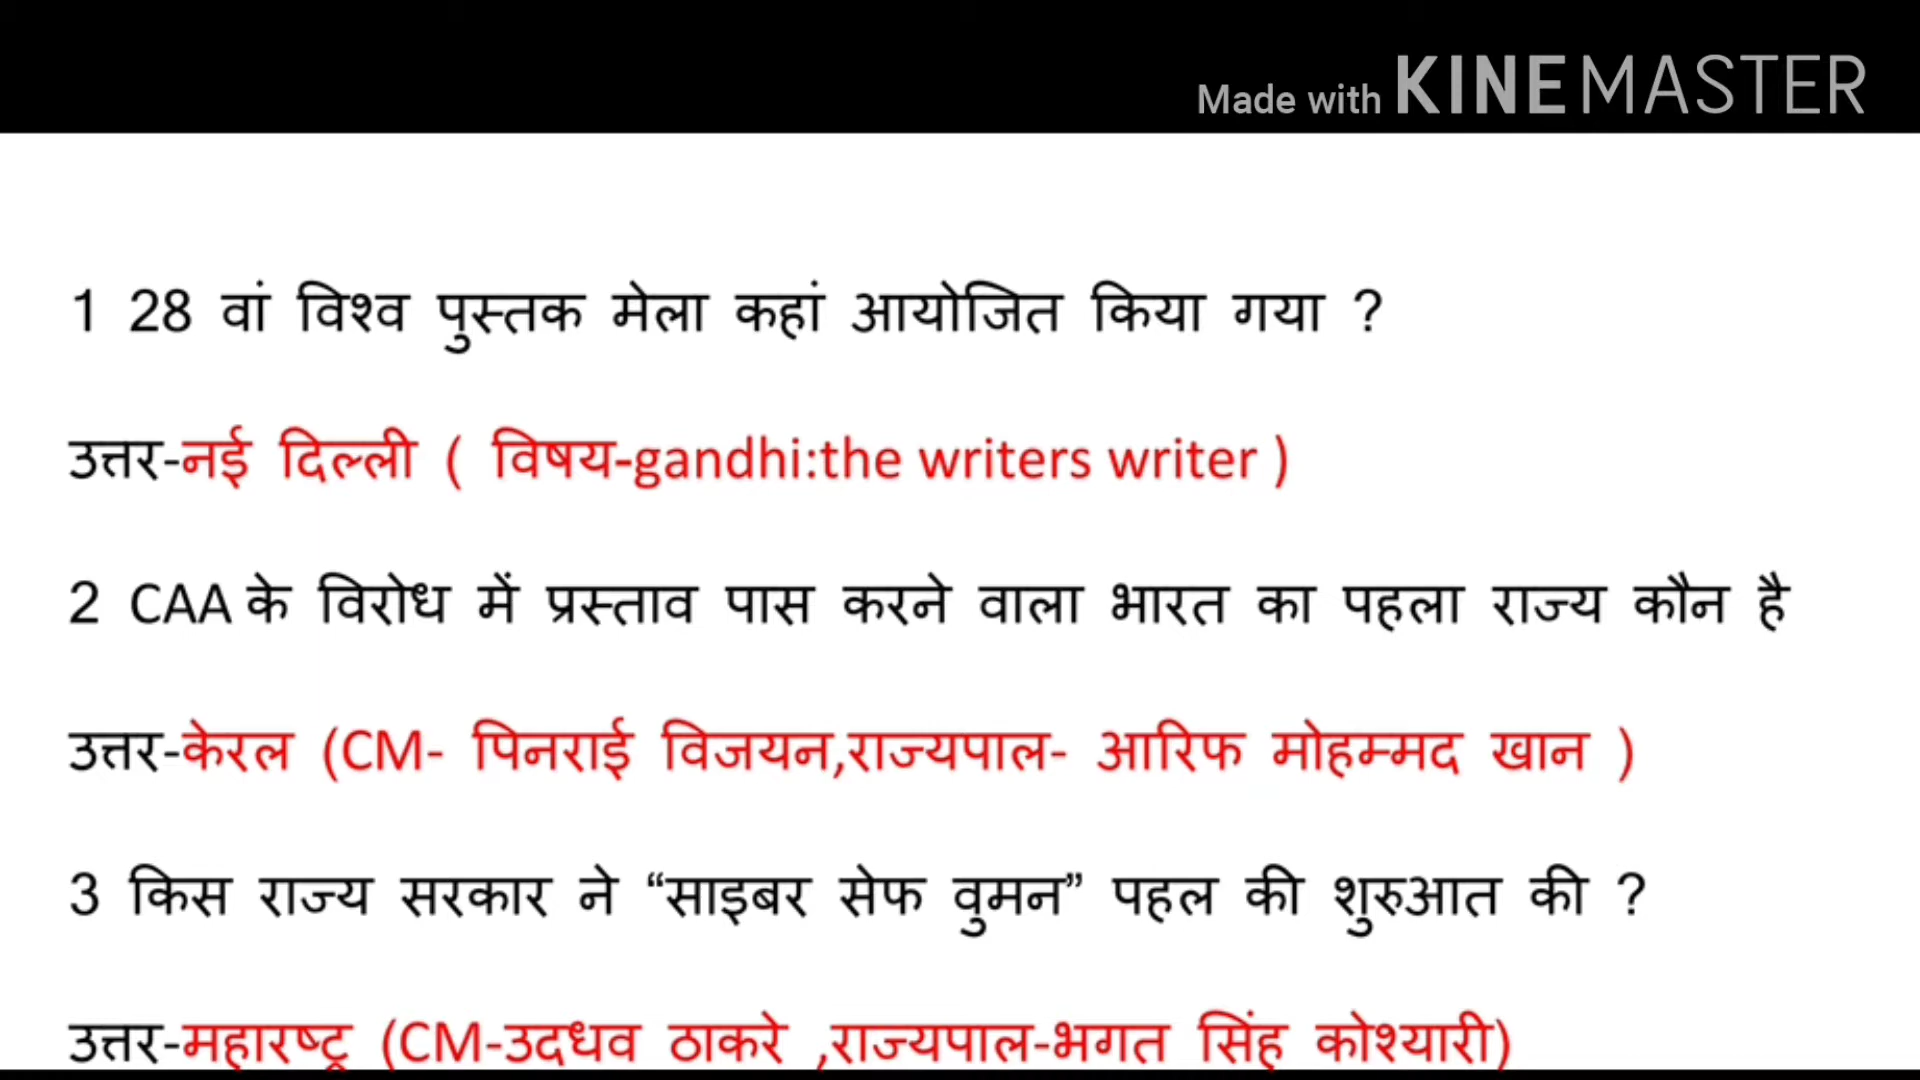 Made with KINEMASTER
1 28 वां विश्व पुस्तक मेला कहां आयोजित किया गया ?
उत्तर-नई दिल्ली ( विषय-gandhi:the writers writer )
2 CAA के विरोध में प्रस्ताव पास करने वाला भारत का पहला राज्य कौन है
उत्तर-केरल (CM- पिनराई विजयन,राज्यपाल- आरिफ मोहम्मद खान )
3 किस राज्य सरकार ने “साइबर सेफ वुमन” पहल की शुरुआत की ?
उत्तर-महारष्ट्र (CM-उदधव ठाकरे ,राज्यपाल-भगत सिंह कोश्यारी)